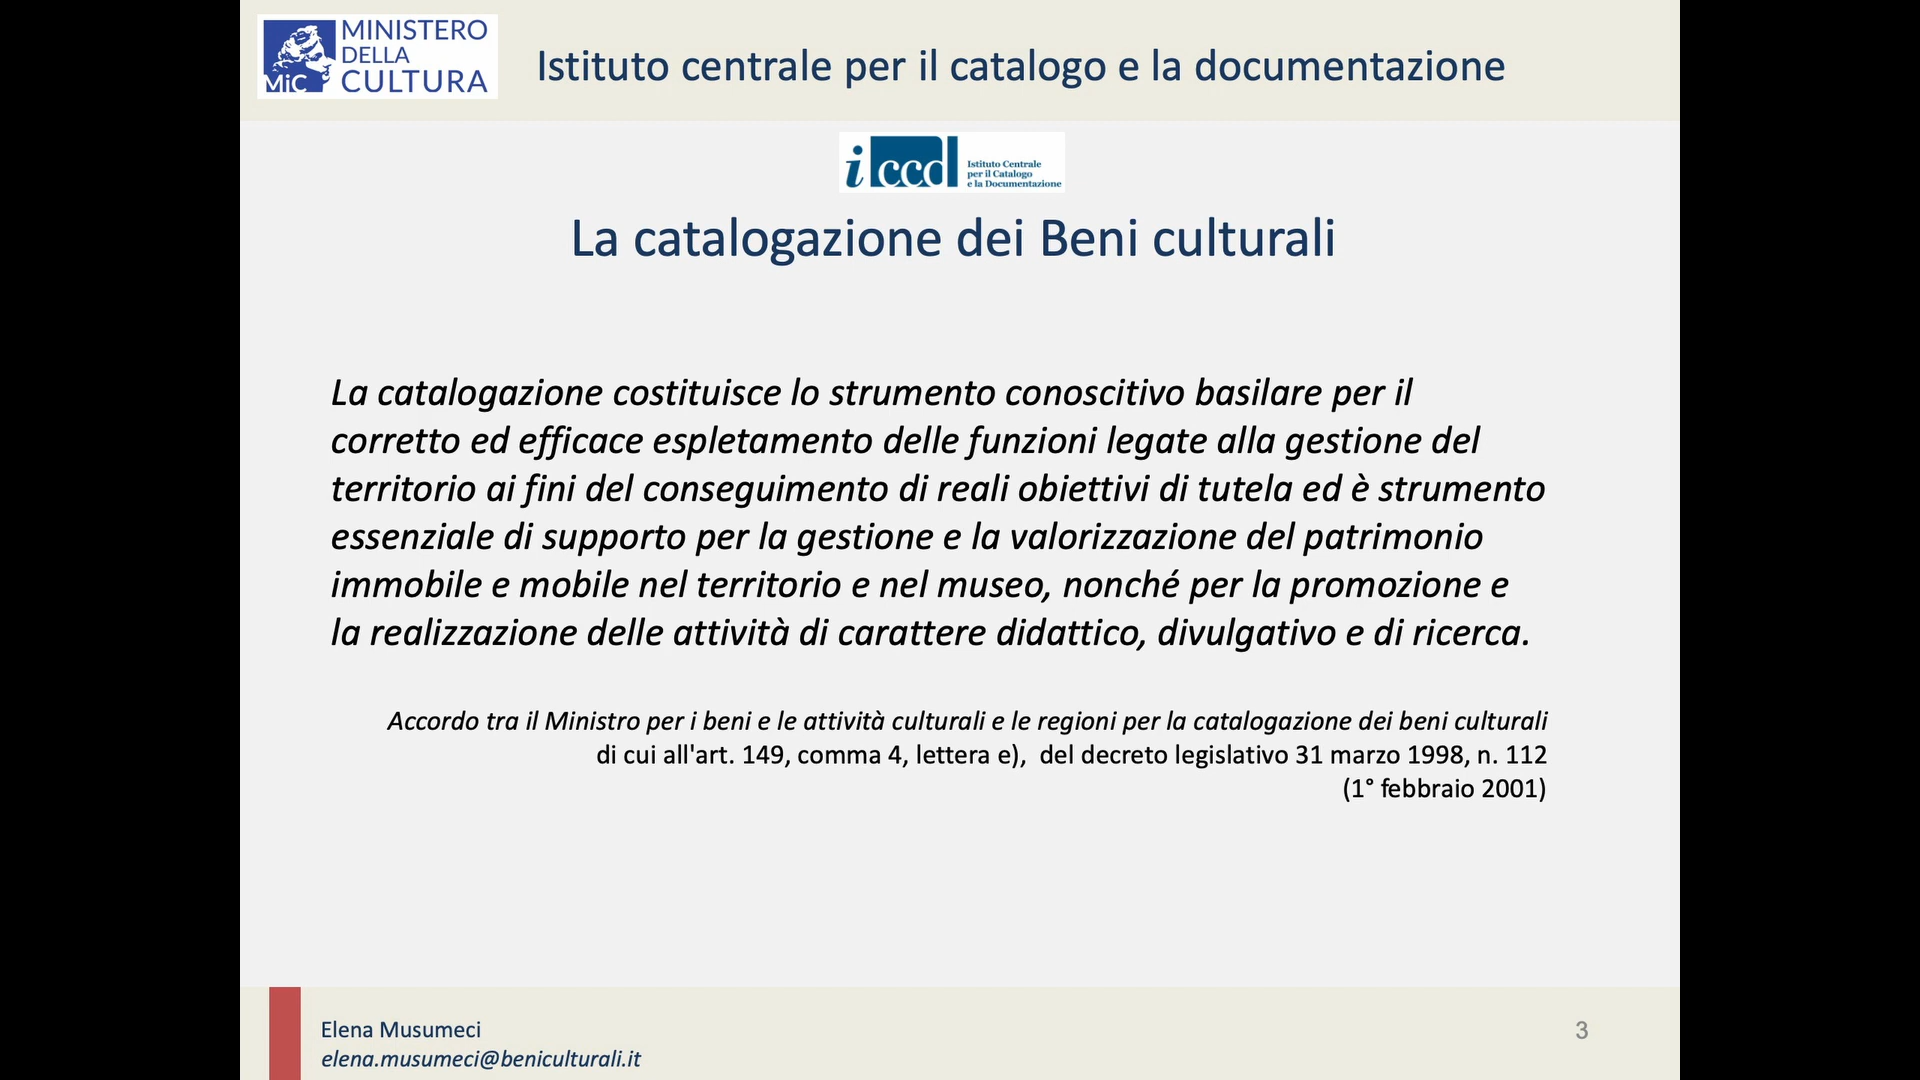 MINISTERO
DELLA
CULTURA
MiC
Istituto centrale per il catalogo e la documentazione
iccd
Istituto Centrale
per il Catalogo
e la Documentazione
La catalogazione dei Beni culturali
La catalogazione costituisce lo strumento conoscitivo basilare per il
corretto ed efficace espletamento delle funzioni legate alla gestione del
territorio ai fini del conseguimento di reali obiettivi di tutela ed è strumento
essenziale di supporto per la gestione e la valorizzazione del patrimonio
immobile e mobile nel territorio e nel museo, nonché per la promozione e
la realizzazione delle attività di carattere didattico, divulgativo e di ricerca.
Accordo tra il Ministro per i beni e le attività culturali e le regioni per la catalogazione dei beni culturali
di cui all'art. 149, comma 4, lettera e),  del decreto legislativo 31 marzo 1998, n. 112
(1° febbraio 2001)
Elena Musumeci
elena.musumeci@beniculturali.it
3